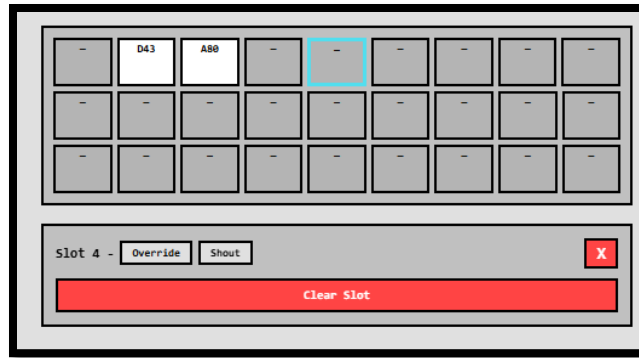 – D43 A80 – – – – – –
– – – – – – – – –
– – – – – – – – –
Slot 4 – Override Shout X
Clear Slot